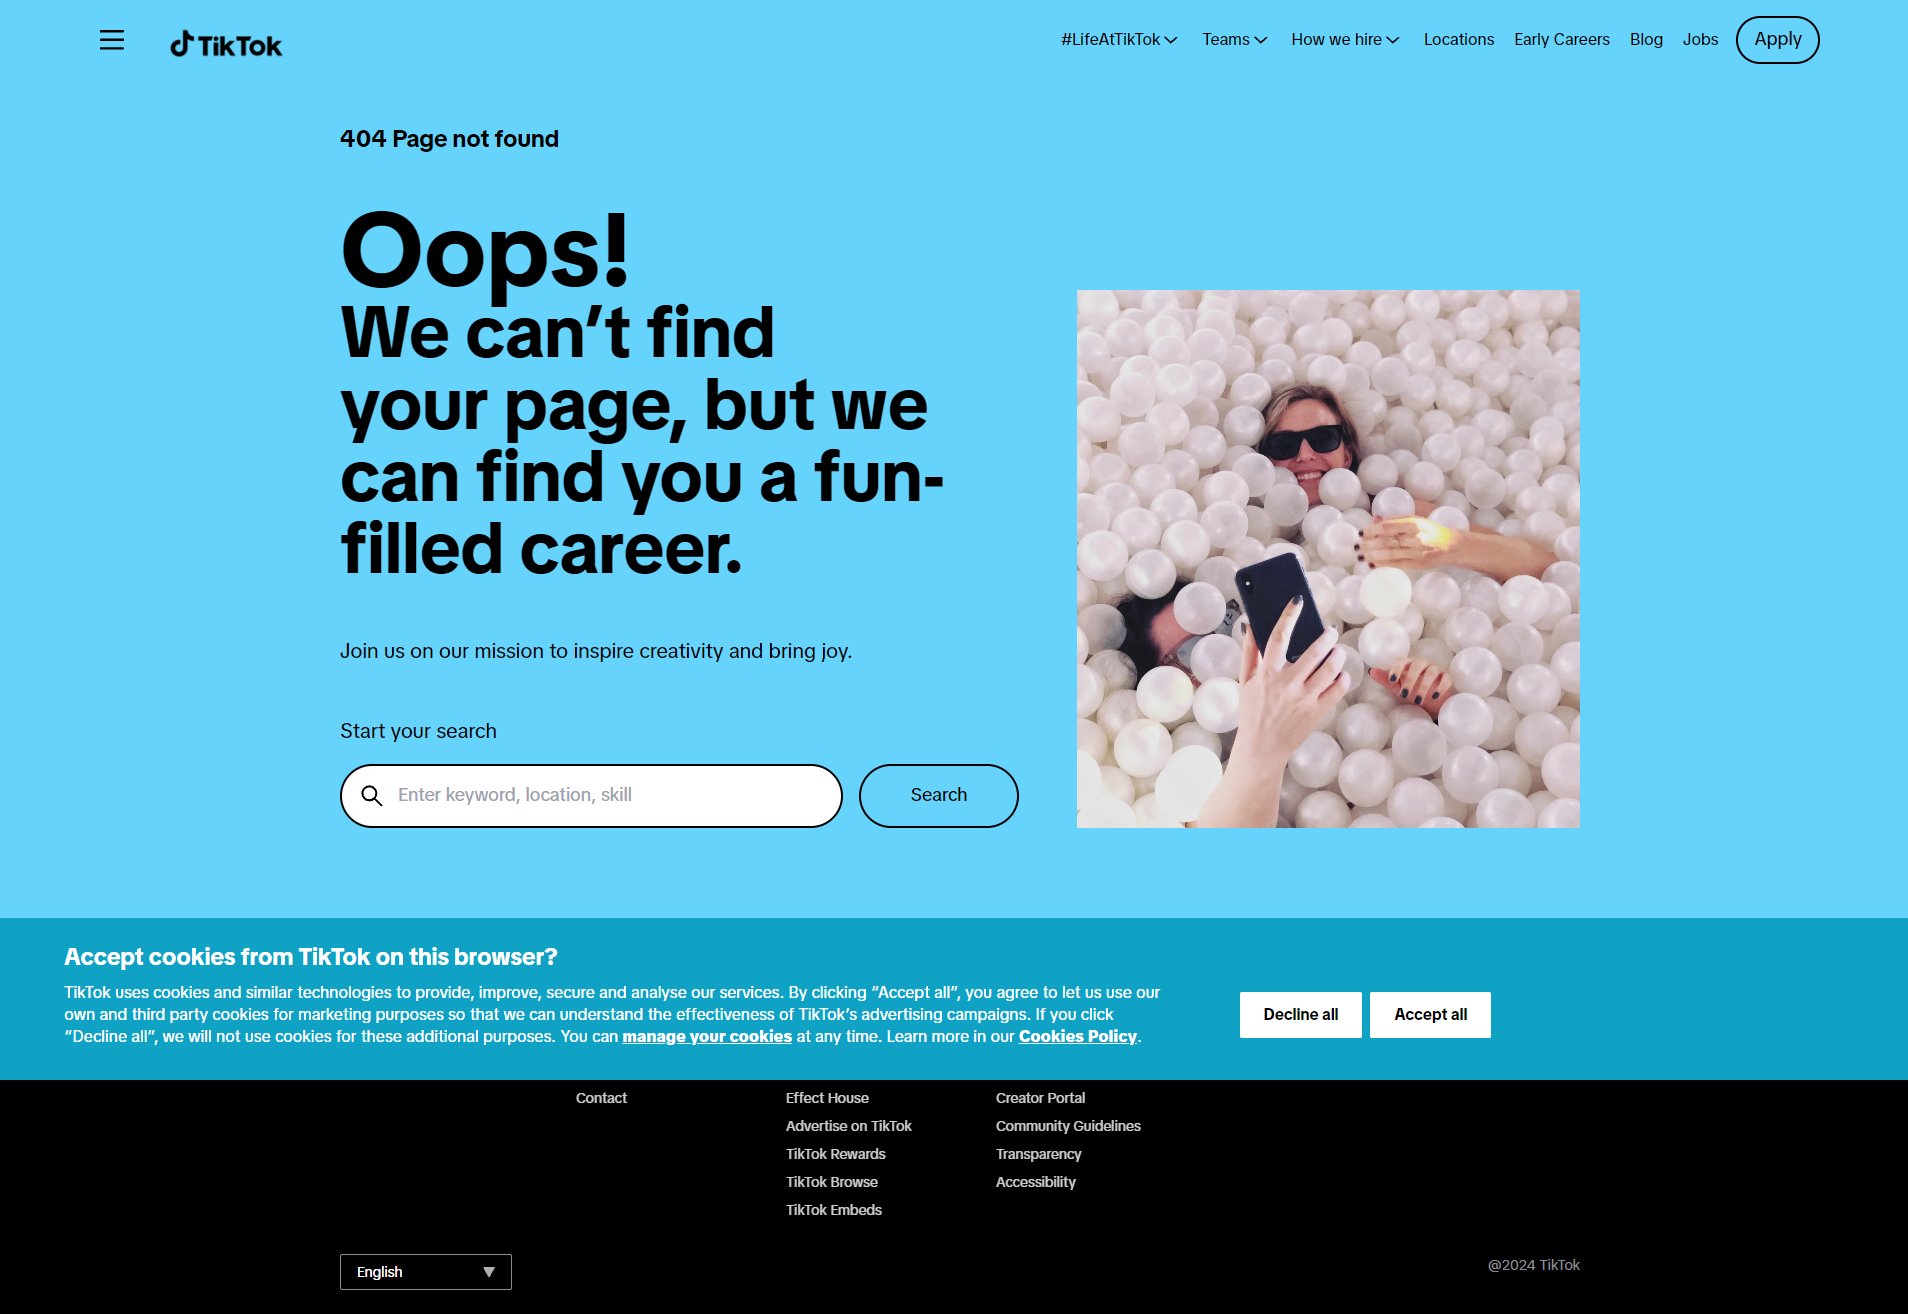 TikTok
#LifeAtTikTok
Teams
How we hire
Locations
Early Careers
Blog
Jobs
Apply
404 Page not found
Oops!
We can’t find
your page, but we
can find you a fun-
filled career.
Join us on our mission to inspire creativity and bring joy.
Start your search
Enter keyword, location, skill
Search
Accept cookies from TikTok on this browser?
TikTok uses cookies and similar technologies to provide, improve, secure and analyse our services. By clicking “Accept all”, you agree to let us use our
own and third party cookies for marketing purposes so that we can understand the effectiveness of TikTok’s advertising campaigns. If you click
“Decline all”, we will not use cookies for these additional purposes. You can manage your cookies at any time. Learn more in our Cookies Policy.
Decline all
Accept all
Contact
Effect House
Advertise on TikTok
TikTok Rewards
TikTok Browse
TikTok Embeds
Creator Portal
Community Guidelines
Transparency
Accessibility
English
@2024 TikTok